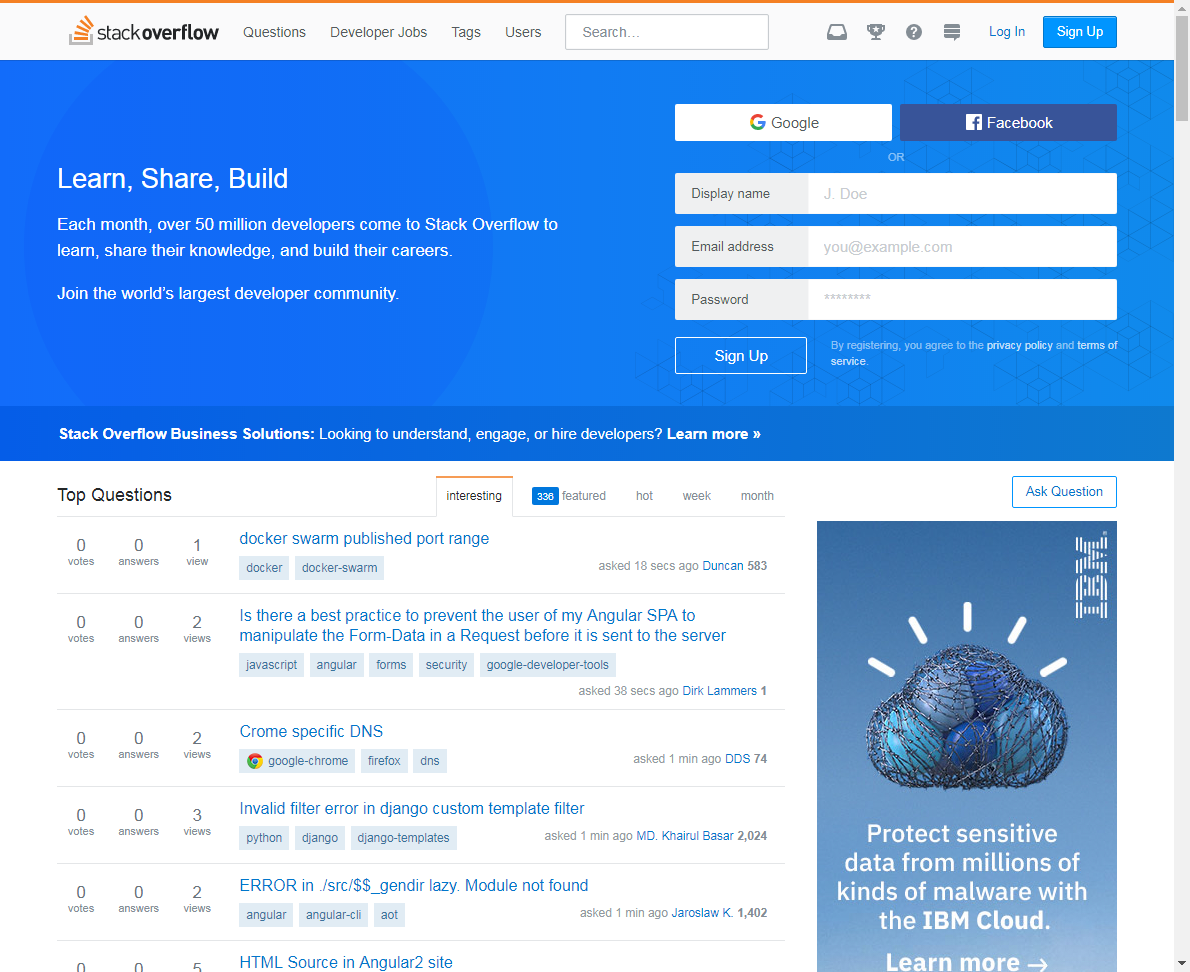 stackoverflow Questions Developer Jobs Tags Users Search... Log In Sign Up
Google Facebook
OR
Learn, Share, Build
Each month, over 50 million developers come to Stack Overflow to
learn, share their knowledge, and build their careers.
Join the world's largest developer community.
Display name J. Doe
Email address you@example.com
Password ********
Sign Up By registering, you agree to the privacy policy and terms of
service.
Stack Overflow Business Solutions: Looking to understand, engage, or hire developers? Learn more »
Top Questions interesting 336 featured hot week month Ask Question
0 votes 0 answers 1 view
docker swarm published port range
docker docker-swarm
asked 18 secs ago Duncan 583
0 votes 0 answers 2 views
Is there a best practice to prevent the user of my Angular SPA to
manipulate the Form-Data in a Request before it is sent to the server
javascript angular forms security google-developer-tools
asked 38 secs ago Dirk Lammers 1
0 votes 0 answers 2 views
Crome specific DNS
google-chrome firefox dns
asked 1 min ago DDS 74
0 votes 0 answers 3 views
Invalid filter error in django custom template filter
python django django-templates
asked 1 min ago MD. Khairul Basar 2,024
0 votes 0 answers 2 views
ERROR in ./src/$$_gendir lazy. Module not found
angular angular-cli aot
asked 1 min ago Jaroslaw K. 1,402
0 0 5
HTML Source in Angular2 site
IBM
Protect sensitive
data from millions of
kinds of malware with
the IBM Cloud.
Learn more →